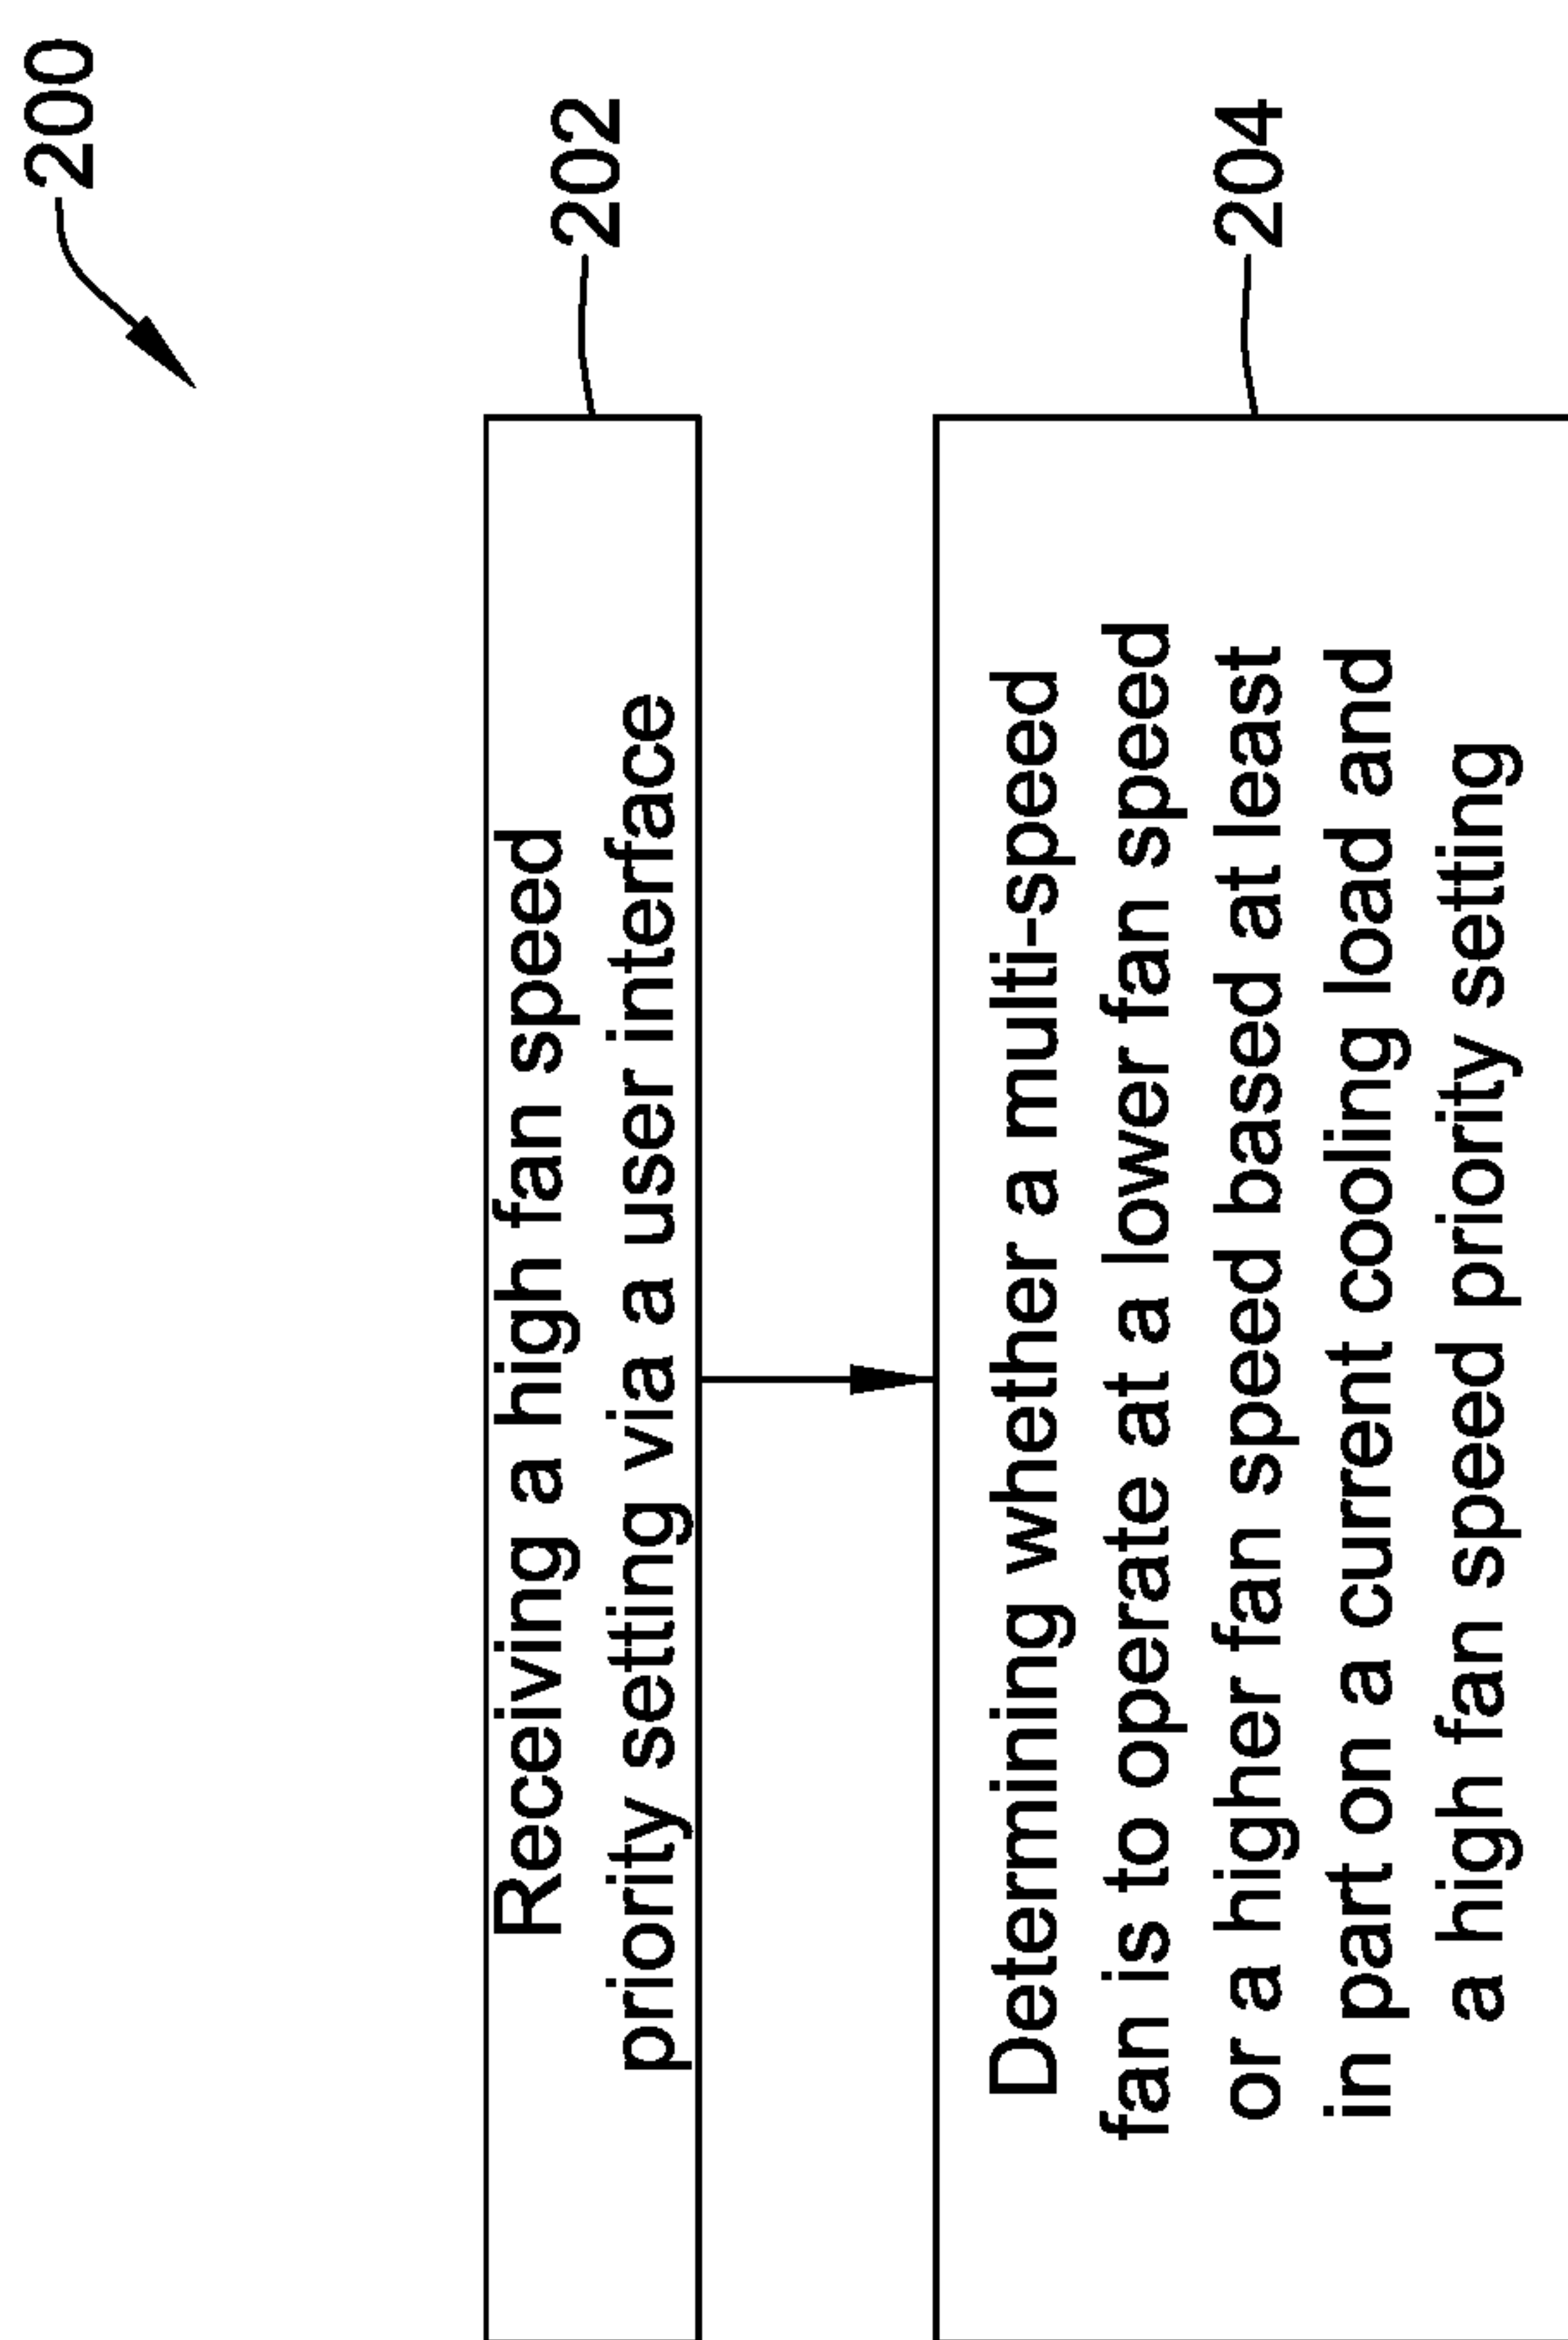 200
Receiving a high fan speed
priority setting via a user interface
202
Determining whether a multi-speed
fan is to operate at a lower fan speed
or a higher fan speed based at least
in part on a current cooling load and
a high fan speed priority setting
204